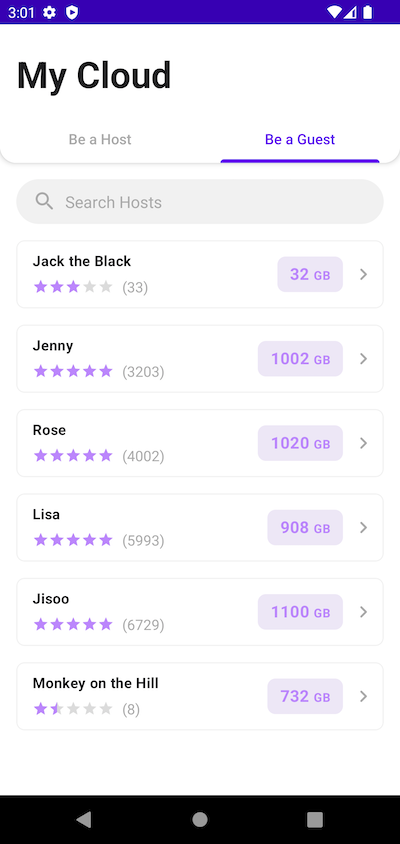 3:01
My Cloud
Be a Host Be a Guest
Search Hosts
Jack the Black
(33)
32 GB
Jenny
(3203)
1002 GB
Rose
(4002)
1020 GB
Lisa
(5993)
908 GB
Jisoo
(6729)
1100 GB
Monkey on the Hill
(8)
732 GB